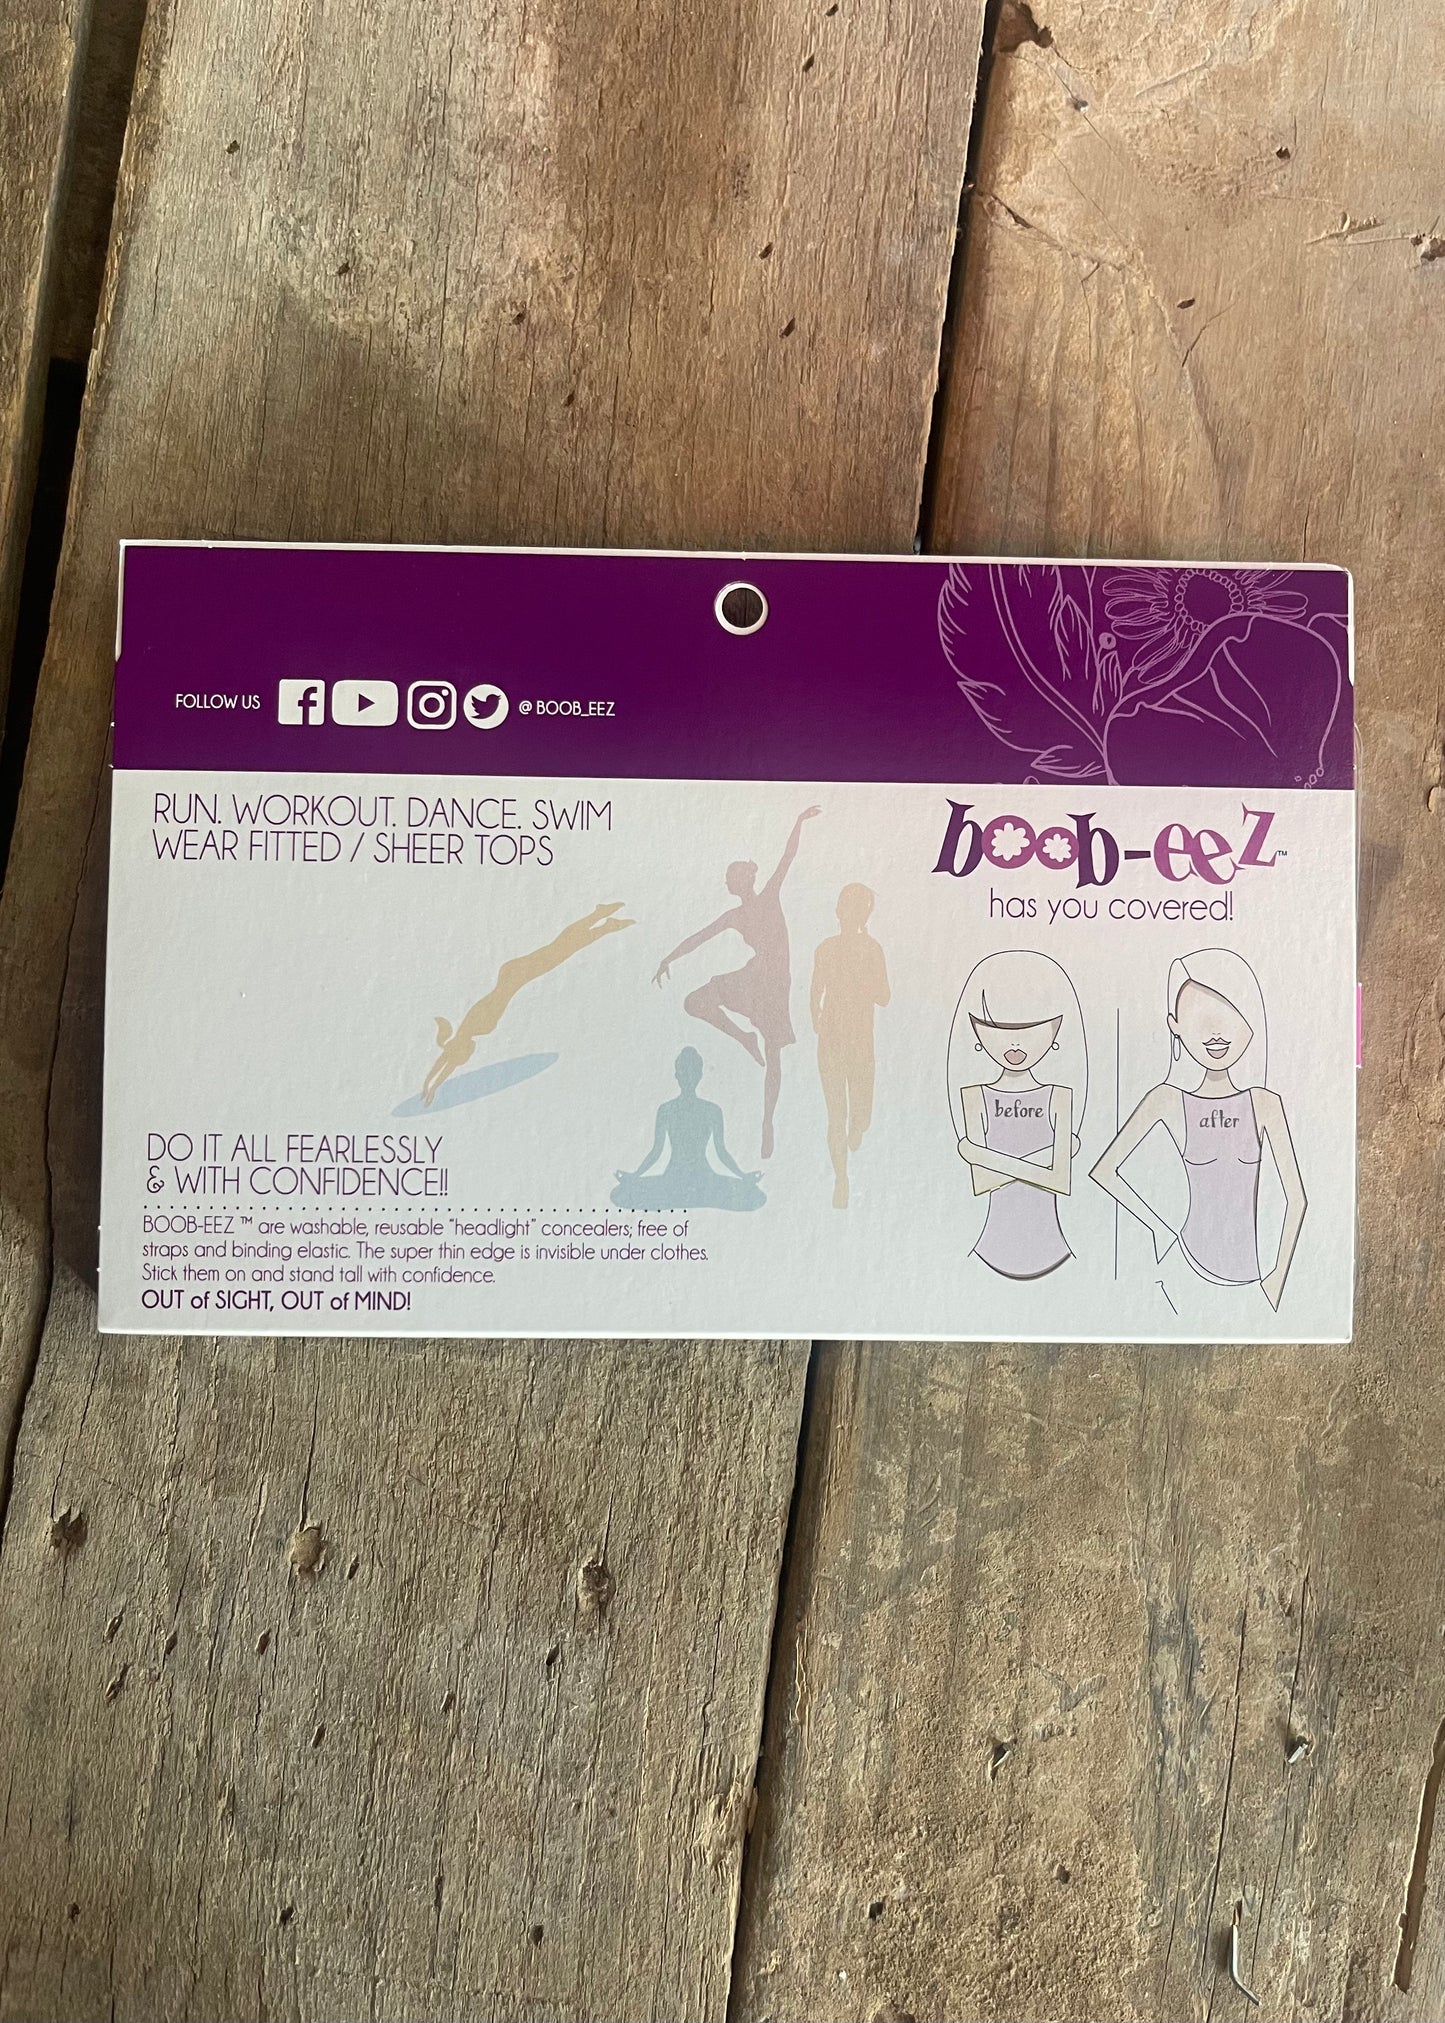 FOLLOW US @ BOOB_EEZ
RUN. WORKOUT. DANCE. SWIM
WEAR FITTED / SHEER TOPS
boob-eez™
has you covered!
before
after
DO IT ALL FEARLESSLY
& WITH CONFIDENCE!!
BOOB-EEZ ™ are washable, reusable "headlight" concealers; free of
straps and binding elastic. The super thin edge is invisible under clothes.
Stick them on and stand tall with confidence.
OUT of SIGHT, OUT of MIND!